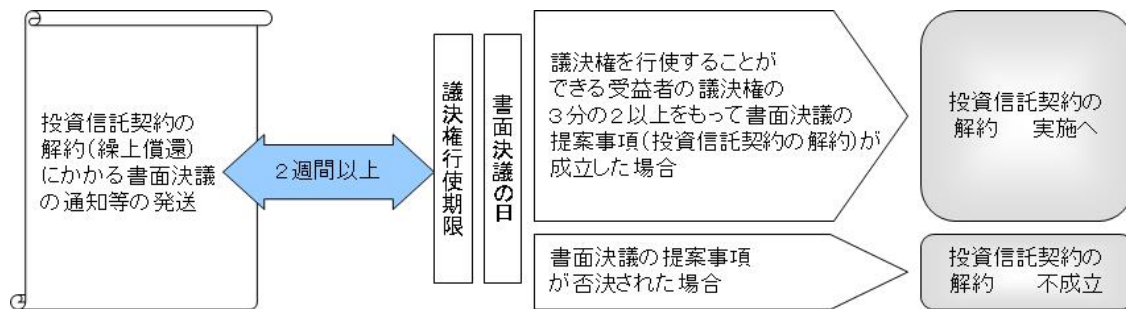 投資信託契約の
解約(繰上償還)
にかかる書面決議
の通知等の発送
２週間以上
議決権行使期限
書面決議の日
議決権を行使することが
できる受益者の議決権の
３分の２以上をもって書面決議の
提案事項(投資信託契約の解約)が
成立した場合
投資信託契約の
解約　　実施へ
書面決議の提案事項
が否決された場合
投資信託契約の
解約　　不成立